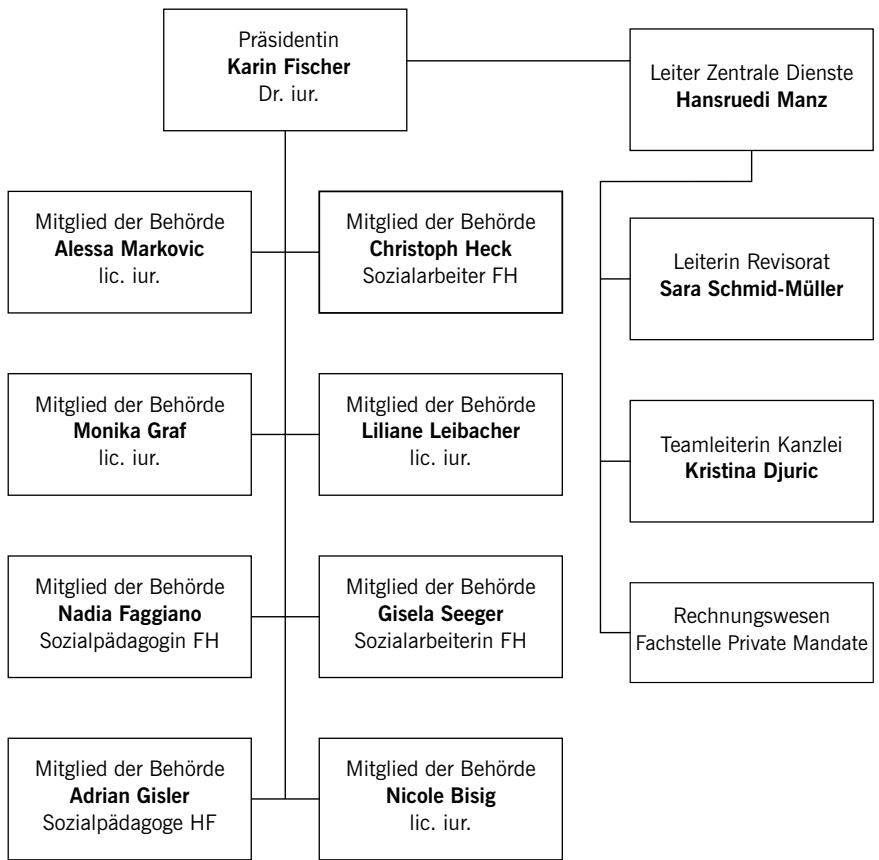 Präsidentin
Karin Fischer
Dr. iur.
Leiter Zentrale Dienste
Hansruedi Manz
Mitglied der Behörde
Alessa Markovic
lic. iur.
Mitglied der Behörde
Christoph Heck
Sozialarbeiter FH
Leiterin Revisorat
Sara Schmid-Müller
Mitglied der Behörde
Monika Graf
lic. iur.
Mitglied der Behörde
Liliane Leibacher
lic. iur.
Teamleiterin Kanzlei
Kristina Djuric
Mitglied der Behörde
Nadia Faggiano
Sozialpädagogin FH
Mitglied der Behörde
Gisela Seeger
Sozialarbeiterin FH
Rechnungswesen
Fachstelle Private Mandate
Mitglied der Behörde
Adrian Gisler
Sozialpädagoge HF
Mitglied der Behörde
Nicole Bisig
lic. iur.